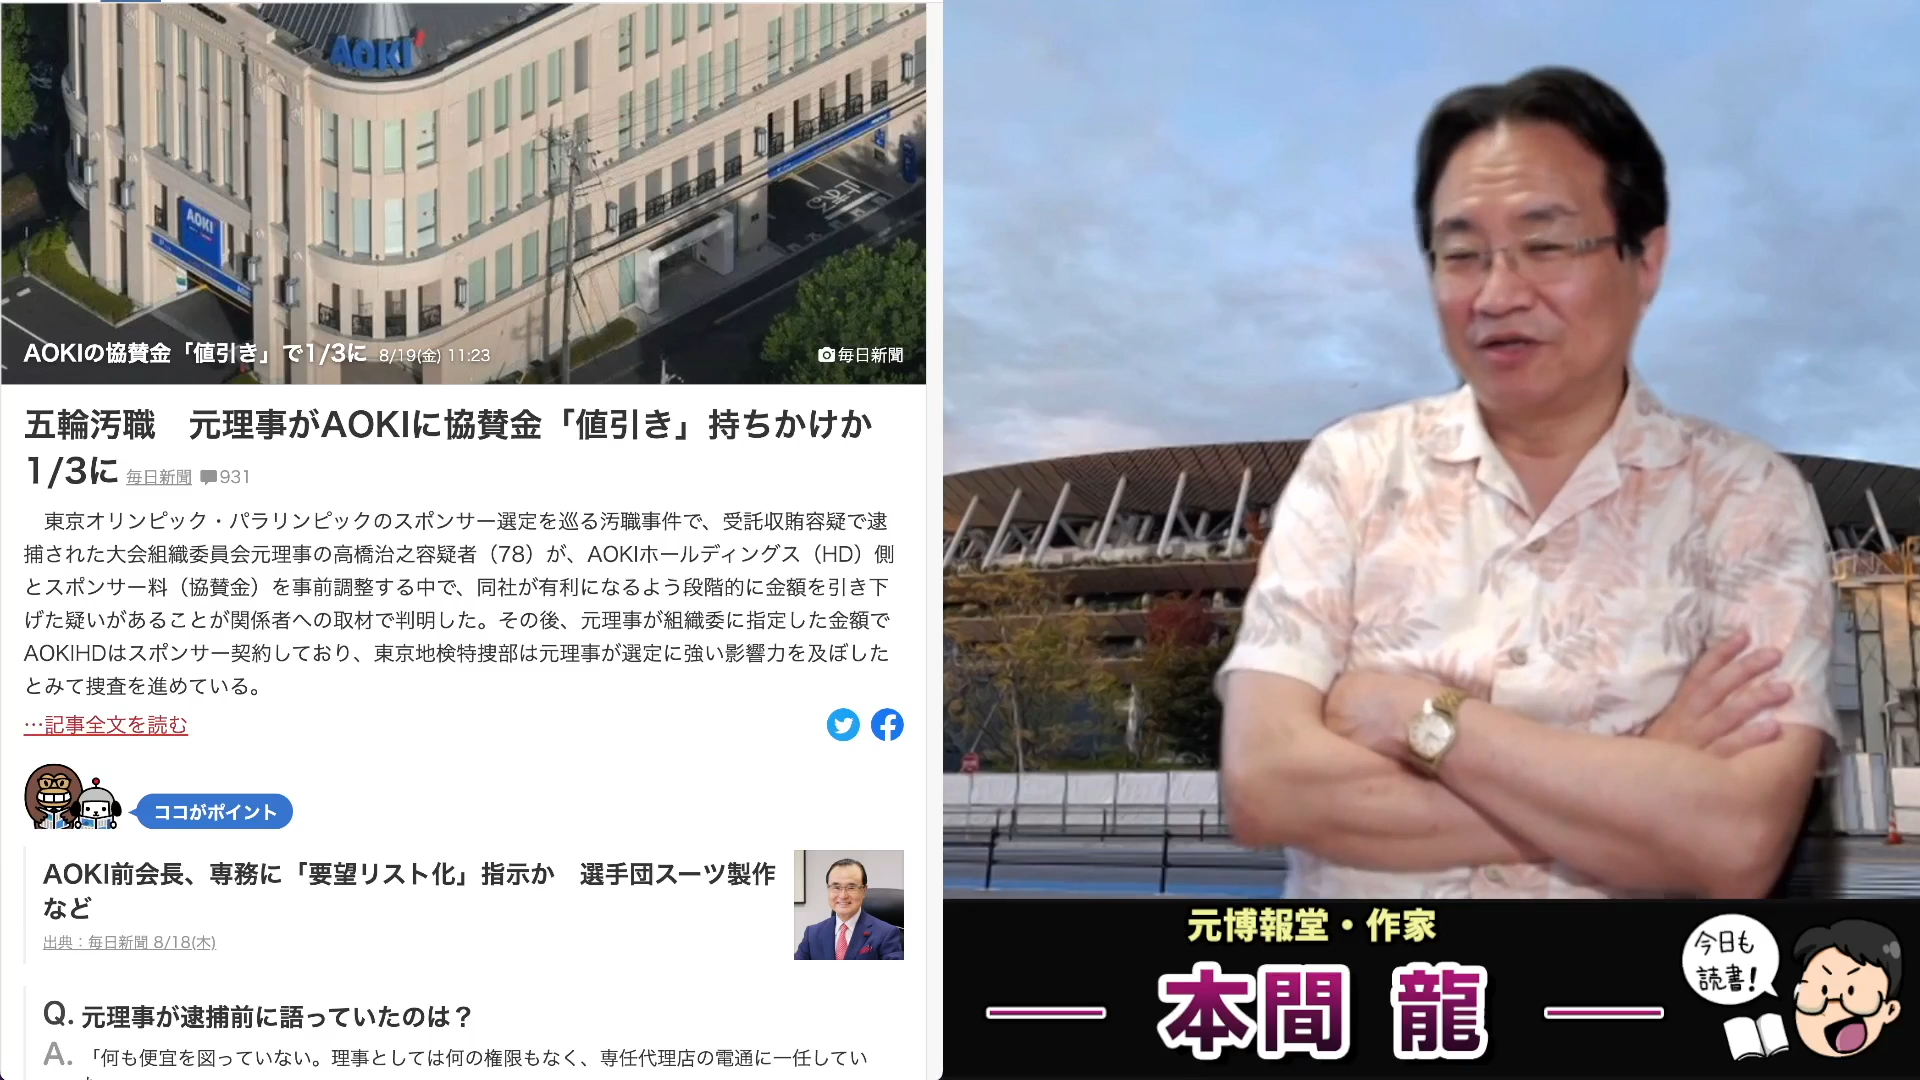 AOKI
AOKI
AOKIの協賛金「値引き」で1/3に 8/19(金) 11:23
毎日新聞
五輪汚職　元理事がAOKIに協賛金「値引き」持ちかけか
1/3に 毎日新聞 931
東京オリンピック・パラリンピックのスポンサー選定を巡る汚職事件で、受託収賄容疑で逮
捕された大会組織委員会元理事の高橋治之容疑者（78）が、AOKIホールディングス（HD）側
とスポンサー料（協賛金）を事前調整する中で、同社が有利になるよう段階的に金額を引き下
げた疑いがあることが関係者への取材で判明した。その後、元理事が組織委に指定した金額で
AOKIHDはスポンサー契約しており、東京地検特捜部は元理事が選定に強い影響力を及ぼした
とみて捜査を進めている。
…記事全文を読む
ココがポイント
AOKI前会長、専務に「要望リスト化」指示か　選手団スーツ製作
など
出典：毎日新聞 8/18(木)
Q. 元理事が逮捕前に語っていたのは？
A. 「何も便宜を図っていない。理事としては何の権限もなく、専任代理店の電通に一任してい
元博報堂・作家
本間 龍
今日も
読書！